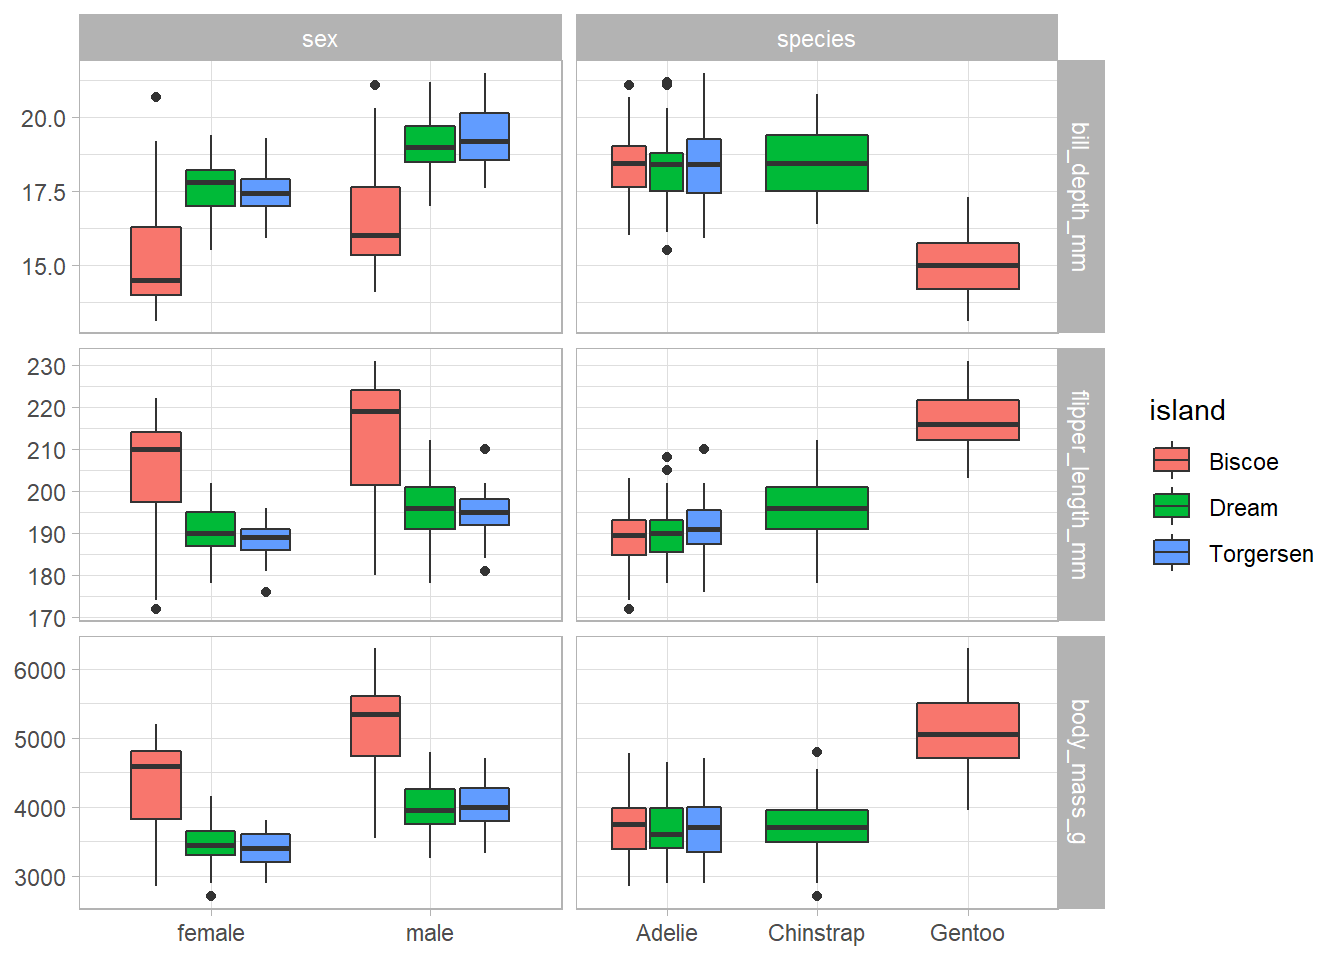 sex
species
20.0
17.5
15.0
bill_depth_mm
230
220
210
200
190
180
170
flipper_length_mm
6000
5000
4000
3000
body_mass_g
female
male
Adelie
Chinstrap
Gentoo
island
Biscoe
Dream
Torgersen